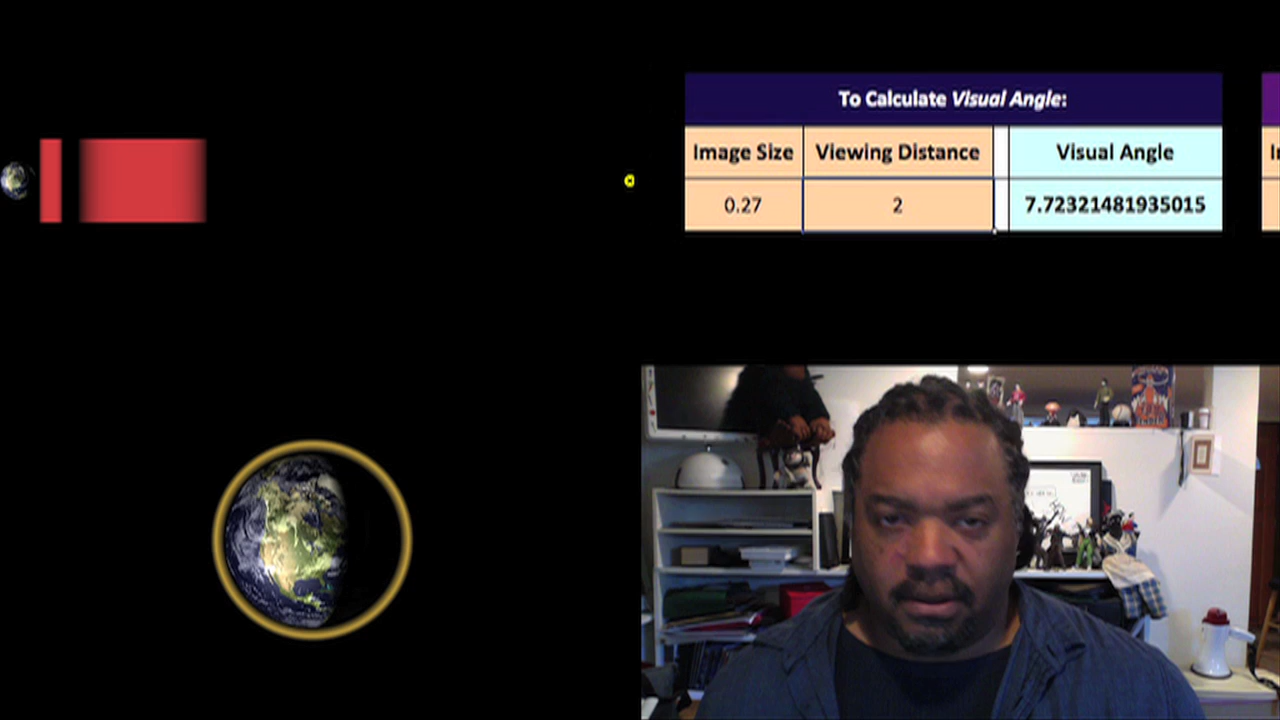 To Calculate Visual Angle:
Image Size Viewing Distance Visual Angle
0.27 2 7.72321481935015